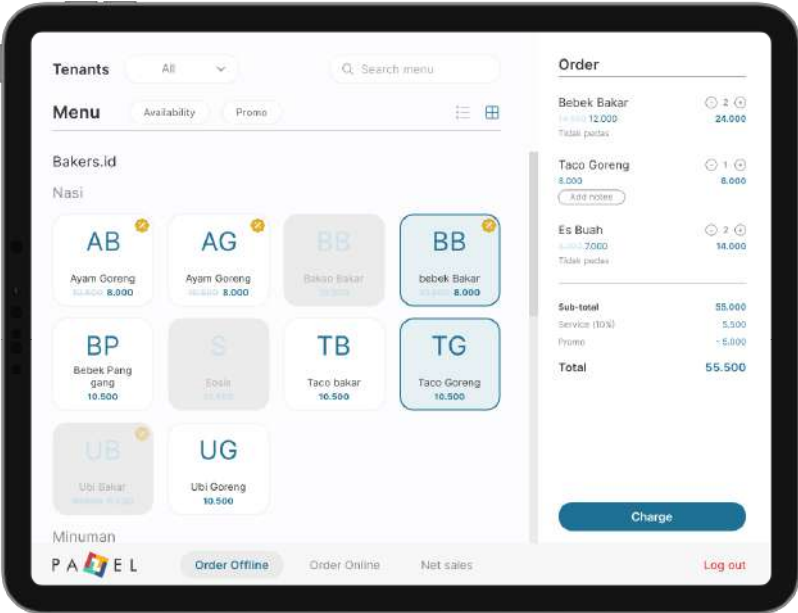 Tenants
All
Search menu
Menu
Availability
Promo
Bakers.id
Nasi
AB
Ayam Goreng
8.000
AG
Ayam Goreng
8.000
BB
Bakao Bakar
BB
bebek Bakar
8.000
BP
Bebek Pang
gang
10.500
S
Sosis
TB
Taco bakar
10.500
TG
Taco Goreng
10.500
UB
Ubi Bakar
UG
Ubi Goreng
10.500
Minuman
Order
Bebek Bakar
2
12.000
24.000
Tidak pedas
Taco Goreng
1
8.000
8.000
Add notes
Es Buah
2
7.000
14.000
Tidak pedas
Sub-total
55.000
Service (10%)
5,500
Promo
- 5.000
Total
55.500
Charge
PATEL
Order Offline
Order Online
Net sales
Log out